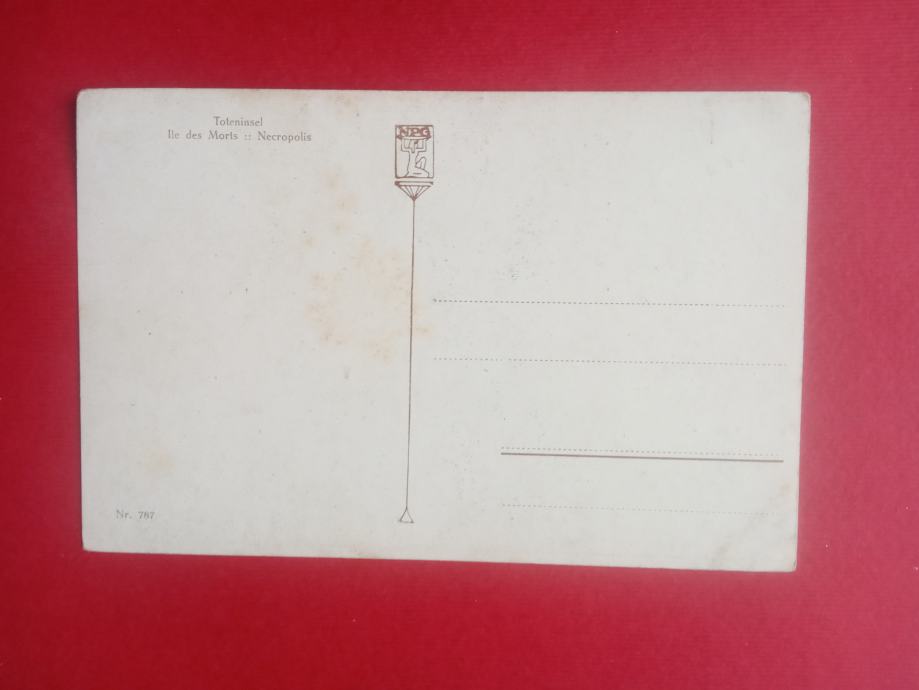 Toteninsel
Ile des Morts :: Necropolis
NPG
Nr. 787